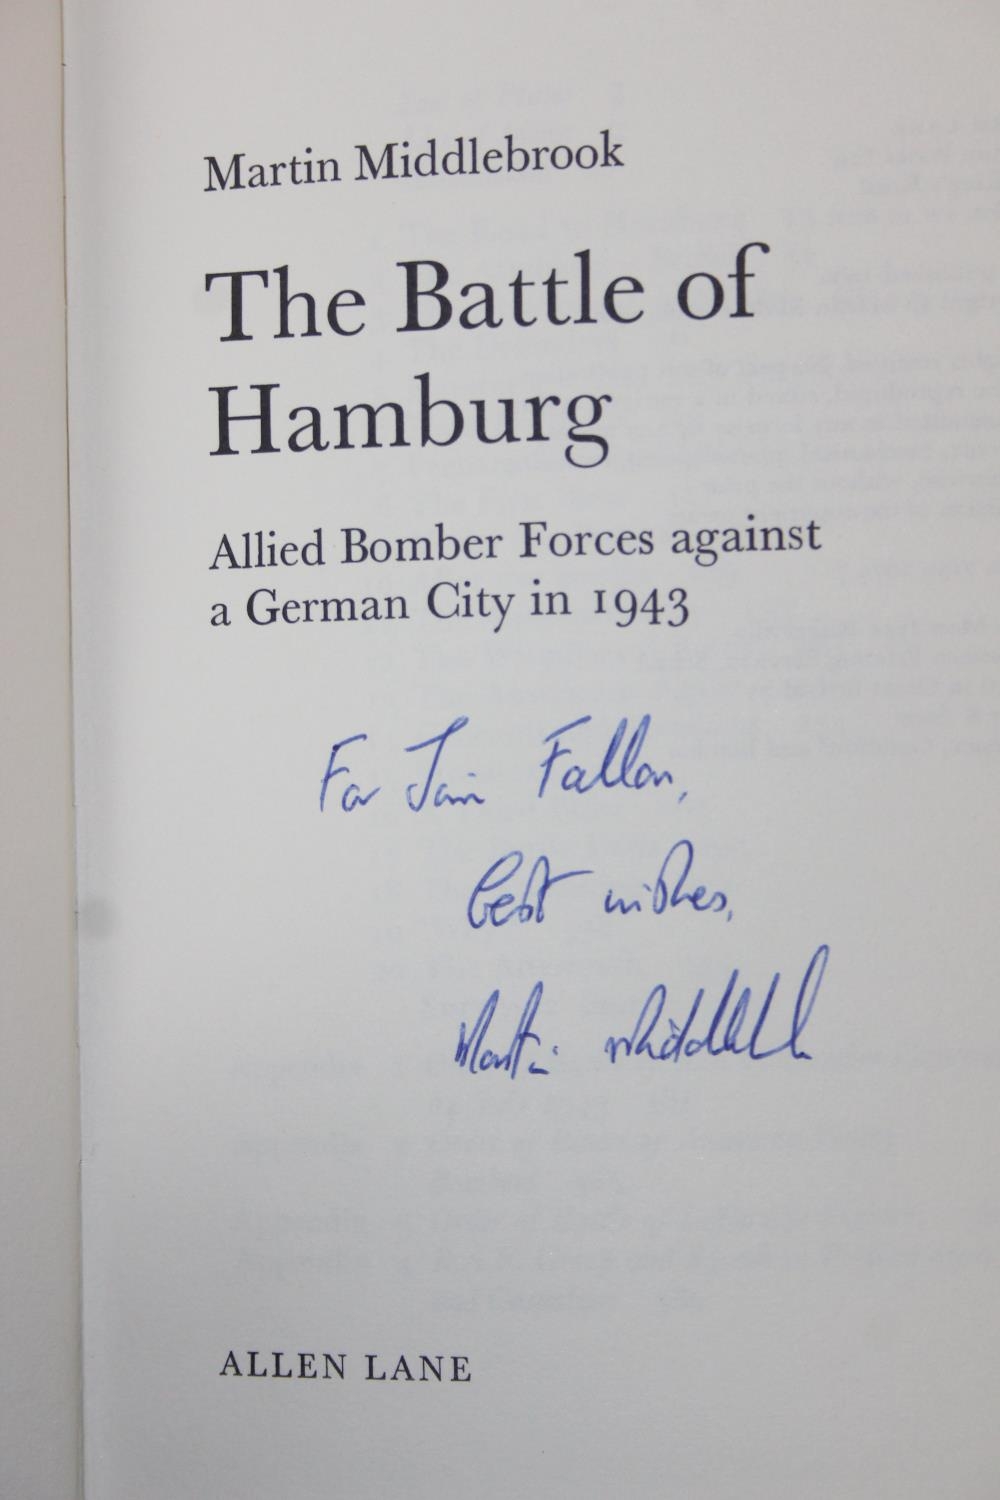 Martin Middlebrook
The Battle of
Hamburg
Allied Bomber Forces against
a German City in 1943
For Iain Fallon,
best wishes,
Martin Middlebrook
ALLEN LANE